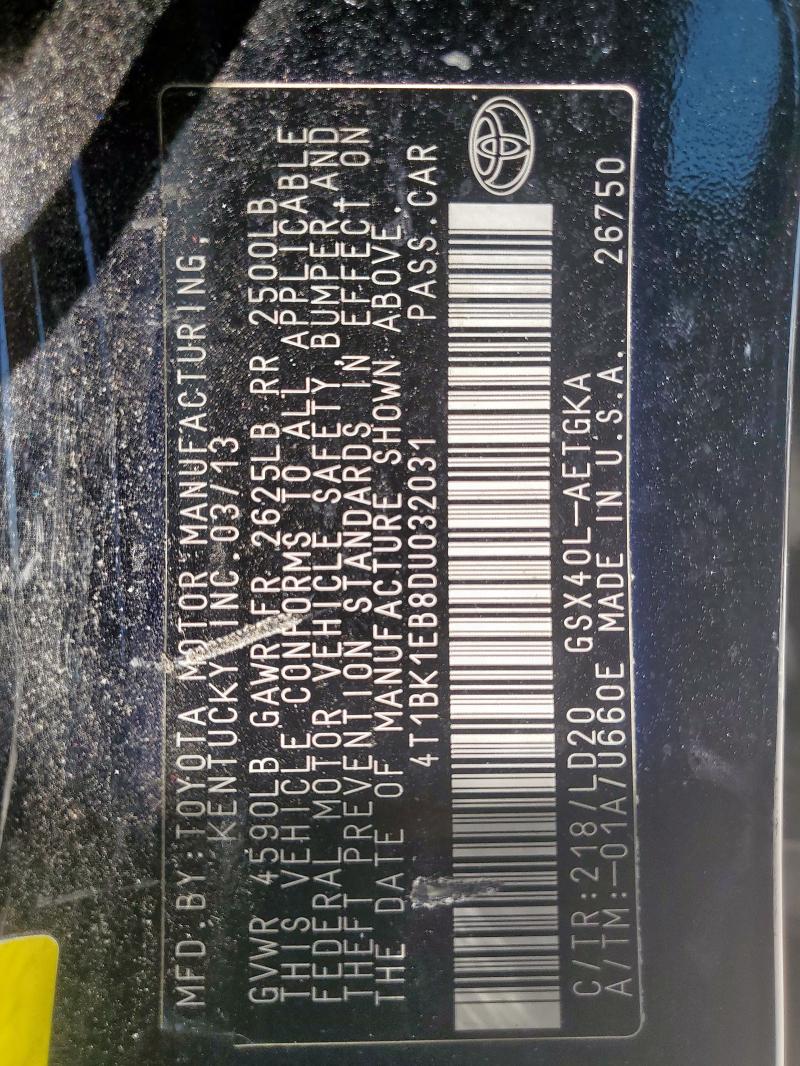 MFD.BY:TOYOTA MOTOR MANUFACTURING,
KENTUCKY INC.03/13
GVWR 4590LB GAWR FR 2625LB RR 2500LB
THIS VEHICLE CONFORMS TO ALL APPLICABLE
FEDERAL MOTOR VEHICLE SAFETY, BUMPER,AND
THEFT PREVENTION STANDARDS IN EFFECT ON
THE DATE OF MANUFACTURE SHOWN ABOVE.
4T1BK1EB8DU032031 PASS.CAR
C/TR:218/LD20 GSX40L-AETGKA
A/TM:-01A/U660E MADE IN U.S.A. 26750